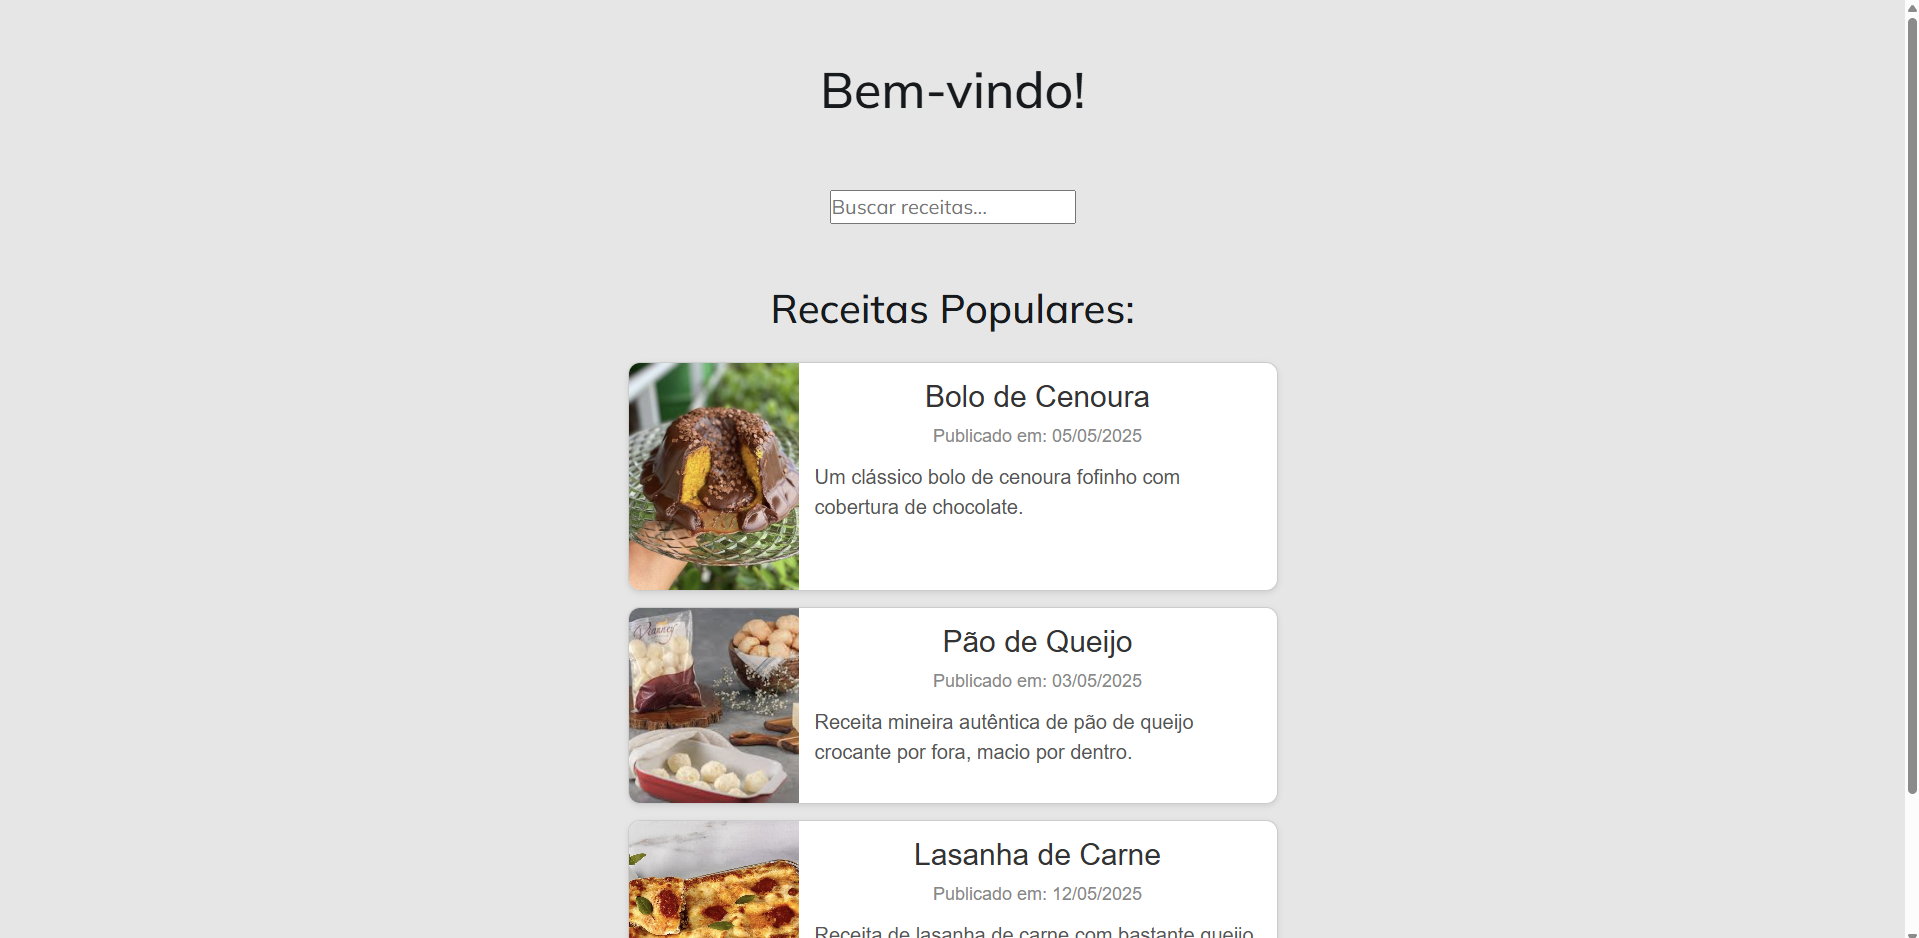 Bem-vindo!
Buscar receitas...
Receitas Populares:
Bolo de Cenoura
Publicado em: 05/05/2025
Um clássico bolo de cenoura fofinho com
cobertura de chocolate.
Vianney
Pão de Queijo
Publicado em: 03/05/2025
Receita mineira autêntica de pão de queijo
crocante por fora, macio por dentro.
Lasanha de Carne
Publicado em: 12/05/2025
Receita de lasanha de carne com bastante queijo